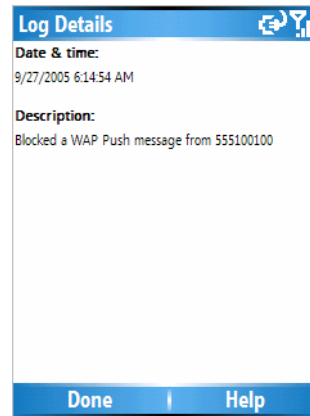 Log Details
Date & time:
9/27/2005 6:14:54 AM
Description:
Blocked a WAP Push message from 555100100
Done
Help